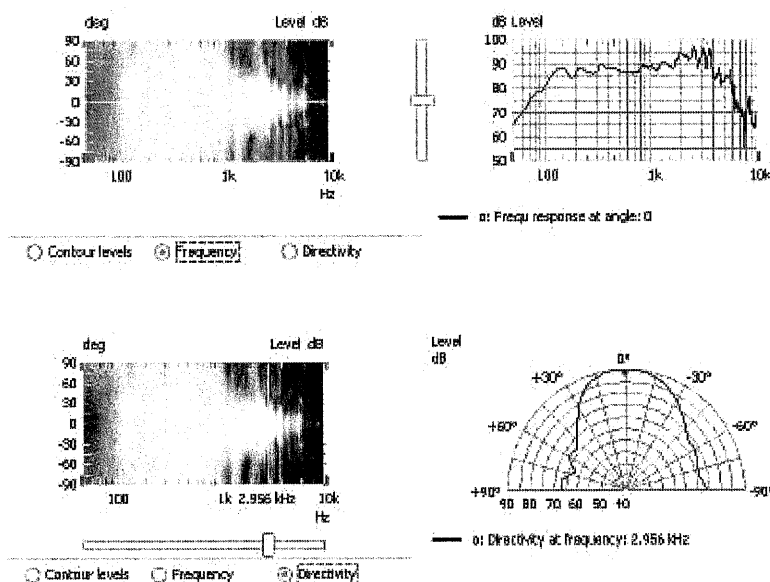 deg Level dB
90
60
30
0
-30
-60
-90
100 1k 10k
Hz
dB Level
100
90
80
70
60
50
100 1k 10k
a: Frequ response at angle: 0
Contour levels Frequency Directivity
deg Level dB
90
60
30
0
-30
-60
-90
100 1k 2.956 kHz 10k
Hz
Level
dB
0°
+30° -30°
+60° -60°
+90° -90°
90 80 70 60 50 40
a: Directivity at frequency: 2.956 kHz
Contour levels Frequency Directivity